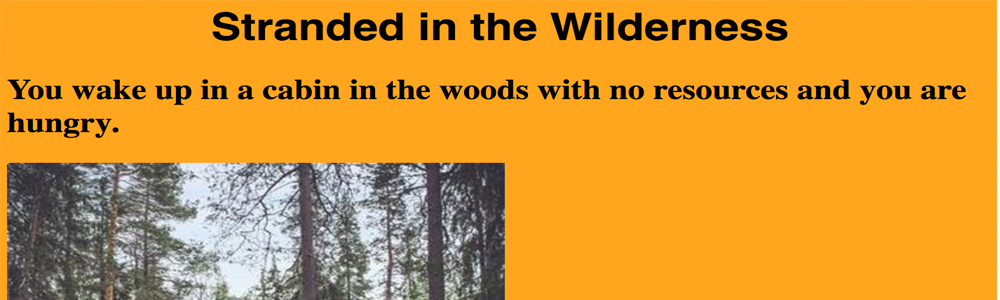 Stranded in the Wilderness
You wake up in a cabin in the woods with no resources and you are
hungry.